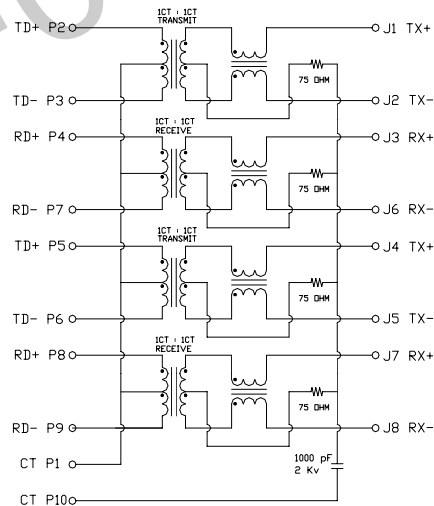 1CT : 1CT
TRANSMIT
TD+ P2
J1 TX+
75 OHM
TD- P3
J2 TX-
1CT : 1CT
RECEIVE
RD+ P4
J3 RX+
75 OHM
RD- P7
J6 RX-
1CT : 1CT
TRANSMIT
TD+ P5
J4 TX+
75 OHM
TD- P6
J5 TX-
1CT : 1CT
RECEIVE
RD+ P8
J7 RX+
75 OHM
RD- P9
J8 RX-
CT P1
1000 pF
2 Kv
CT P10